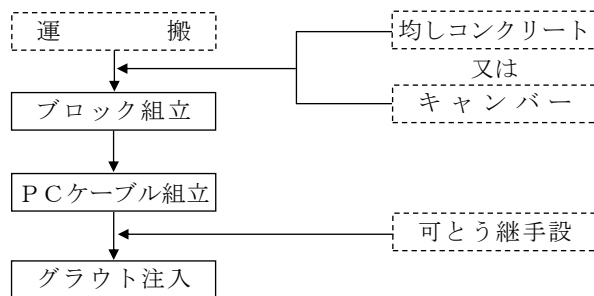 運搬
均しコンクリート
又は
キャンバー
ブロック組立
ＰＣケーブル組立
可とう継手設
グラウト注入